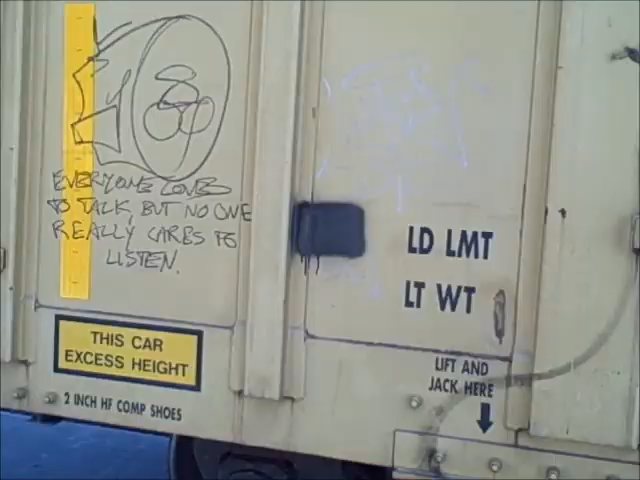 EVERYONE LOVES
TO TALK, BUT NO ONE
REALLY CARES TO
LISTEN.
LD LMT
LT WT
THIS CAR
EXCESS HEIGHT
LIFT AND
JACK HERE
2 INCH HF COMP SHOES